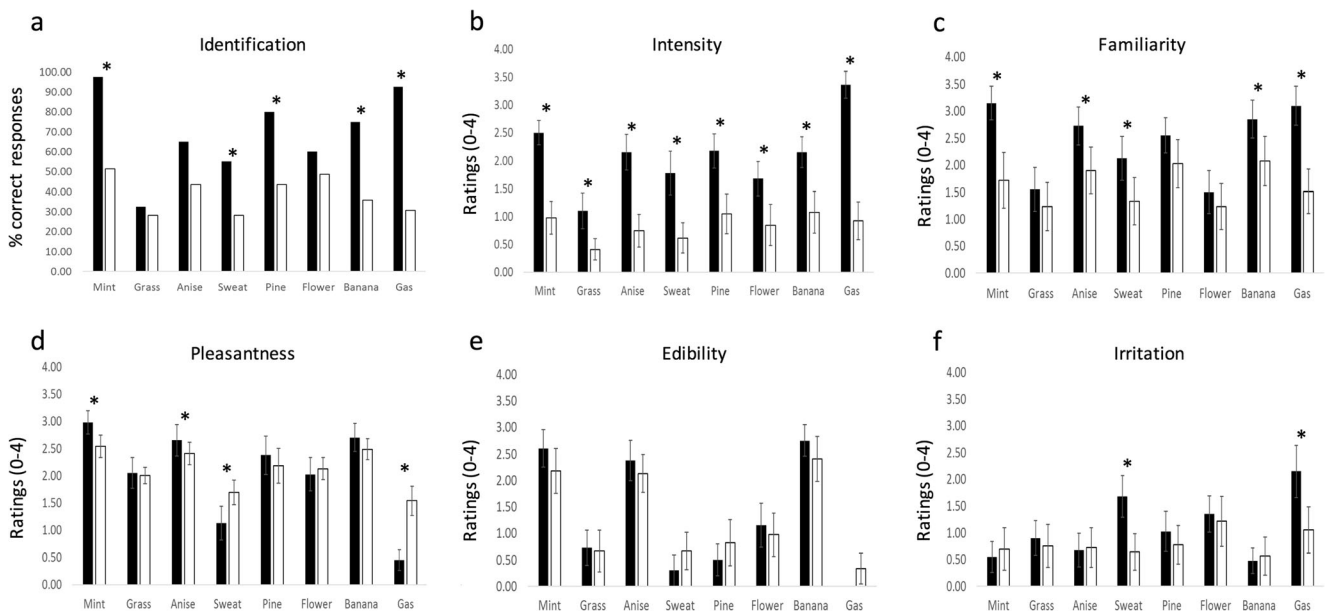 a
Identification
% correct responses
100.00
90.00
80.00
70.00
60.00
50.00
40.00
30.00
20.00
10.00
0.00
* * * * *
Mint Grass Anise Sweat Pine Flower Banana Gas
b
Intensity
Ratings (0-4)
4.00
3.50
3.00
2.50
2.00
1.50
1.00
0.50
0.00
* * * * * * * *
Mint Grass Anise Sweat Pine Flower Banana Gas
c
Familiarity
Ratings (0-4)
4.00
3.50
3.00
2.50
2.00
1.50
1.00
0.50
0.00
* * * * *
Mint Grass Anise Sweat Pine Flower Banana Gas
d
Pleasantness
Ratings (0-4)
4.00
3.50
3.00
2.50
2.00
1.50
1.00
0.50
0.00
* * * *
Mint Grass Anise Sweat Pine Flower Banana Gas
e
Edibility
Ratings (0-4)
4.00
3.50
3.00
2.50
2.00
1.50
1.00
0.50
0.00
Mint Grass Anise Sweat Pine Flower Banana Gas
f
Irritation
Ratings (0-4)
4.00
3.50
3.00
2.50
2.00
1.50
1.00
0.50
0.00
* *
Mint Grass Anise Sweat Pine Flower Banana Gas